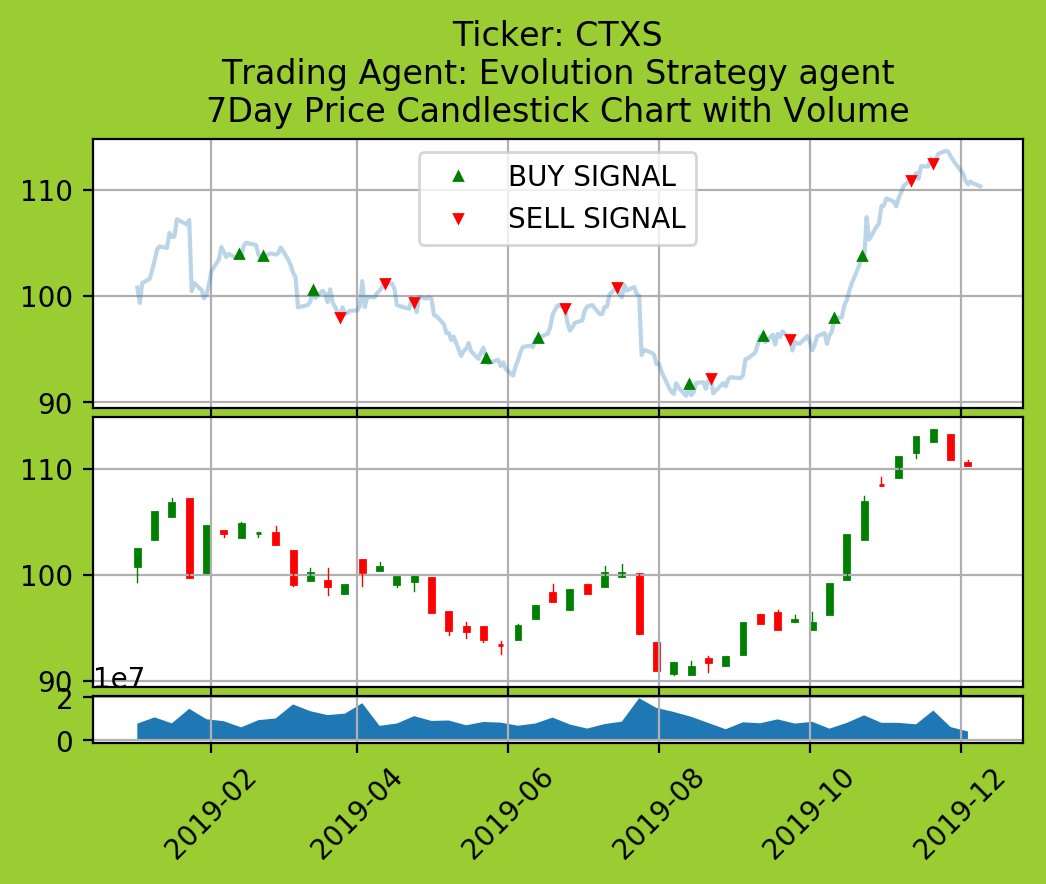 Ticker: CTXS
Trading Agent: Evolution Strategy agent
7Day Price Candlestick Chart with Volume
BUY SIGNAL
SELL SIGNAL
110
100
90
110
100
90
1e7
2
0
2019-02
2019-04
2019-06
2019-08
2019-10
2019-12